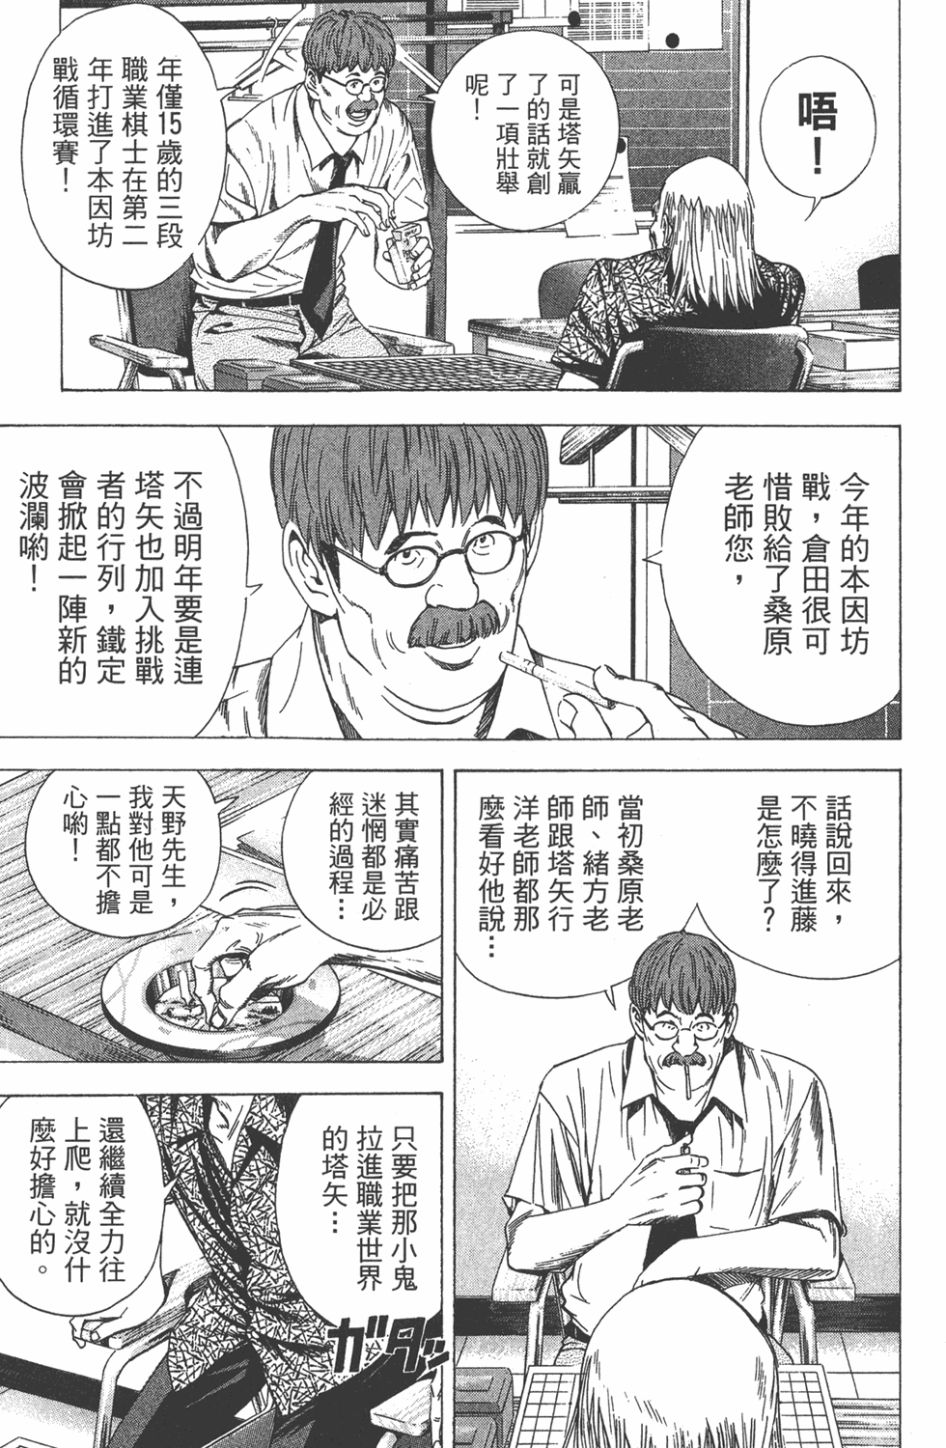 唔！
可是塔矢贏
了的話就創
了一項壯舉
呢！
年僅15歲的三段
職業棋士在第二
年打進了本因坊
戰循環賽！
今年的本因坊
戰，倉田很可
惜敗給了桑原
老師您，
不過明年要是連
塔矢也加入挑戰
者的行列，鐵定
會掀起一陣新的
波瀾喲！
話說回來，
不曉得進藤
是怎麼了？
當初桑原老
師、緒方老
師跟塔矢行
洋老師都那
麼看好他說…
其實痛苦跟
迷惘都是必
經的過程…
天野先生，
我對他可是
一點都不擔
心喲！
只要把那小鬼
拉進職業世界
的塔矢…
還繼續全力往
上爬，就沒什
麼好擔心的。
ガタッ